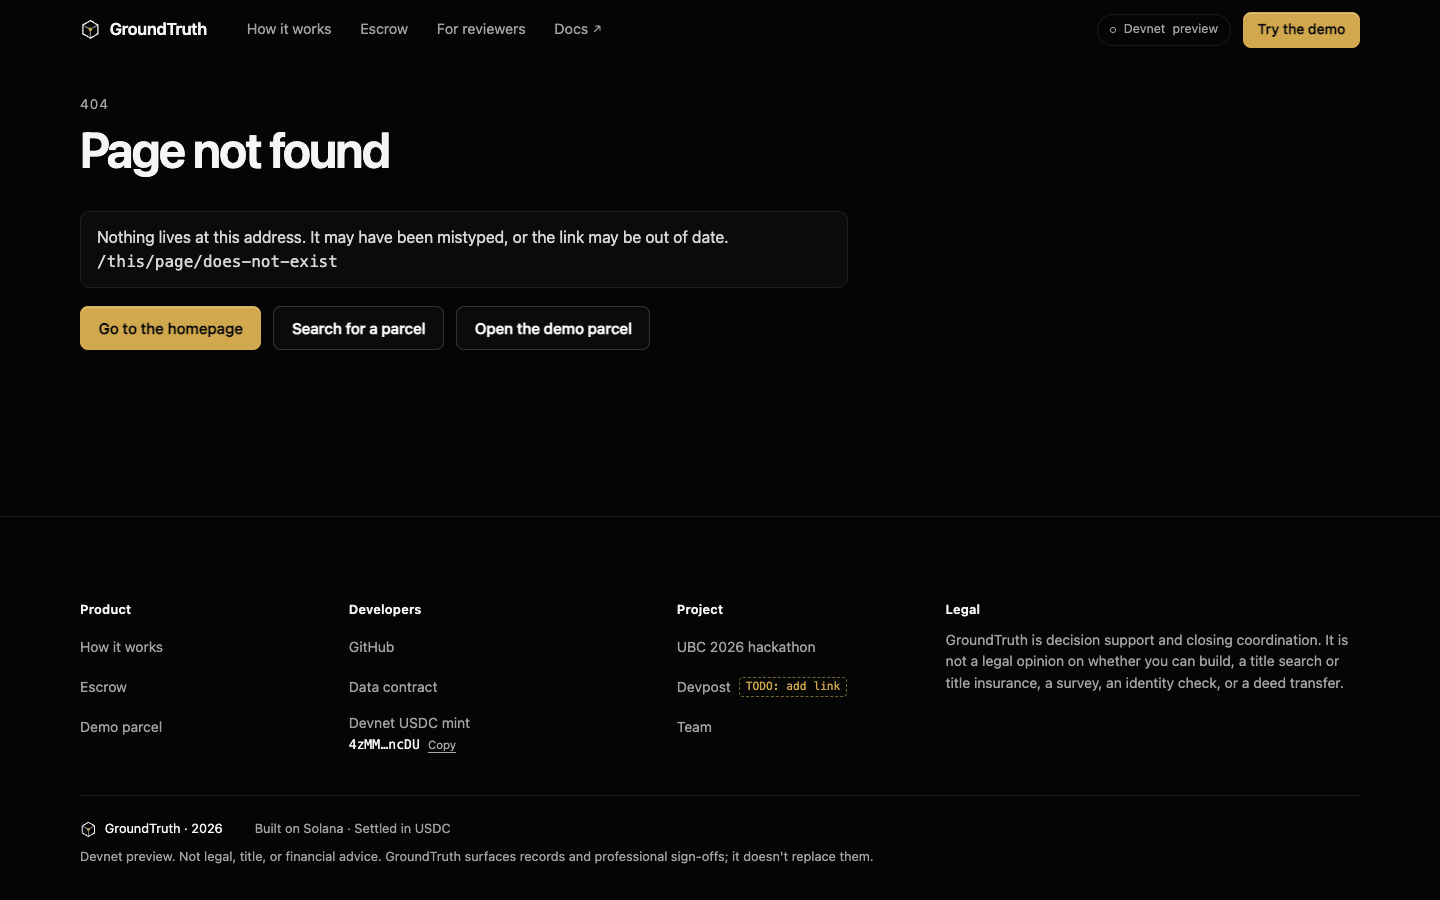 GroundTruth
How it works
Escrow
For reviewers
Docs ↗
Devnet preview
Try the demo
404
Page not found
Nothing lives at this address. It may have been mistyped, or the link may be out of date.
/this/page/does-not-exist
Go to the homepage
Search for a parcel
Open the demo parcel
Product
How it works
Escrow
Demo parcel
Developers
GitHub
Data contract
Devnet USDC mint
4zMM…ncDU Copy
Project
UBC 2026 hackathon
Devpost TODO: add link
Team
Legal
GroundTruth is decision support and closing coordination. It is
not a legal opinion on whether you can build, a title search or
title insurance, a survey, an identity check, or a deed transfer.
GroundTruth · 2026
Built on Solana · Settled in USDC
Devnet preview. Not legal, title, or financial advice. GroundTruth surfaces records and professional sign-offs; it doesn't replace them.